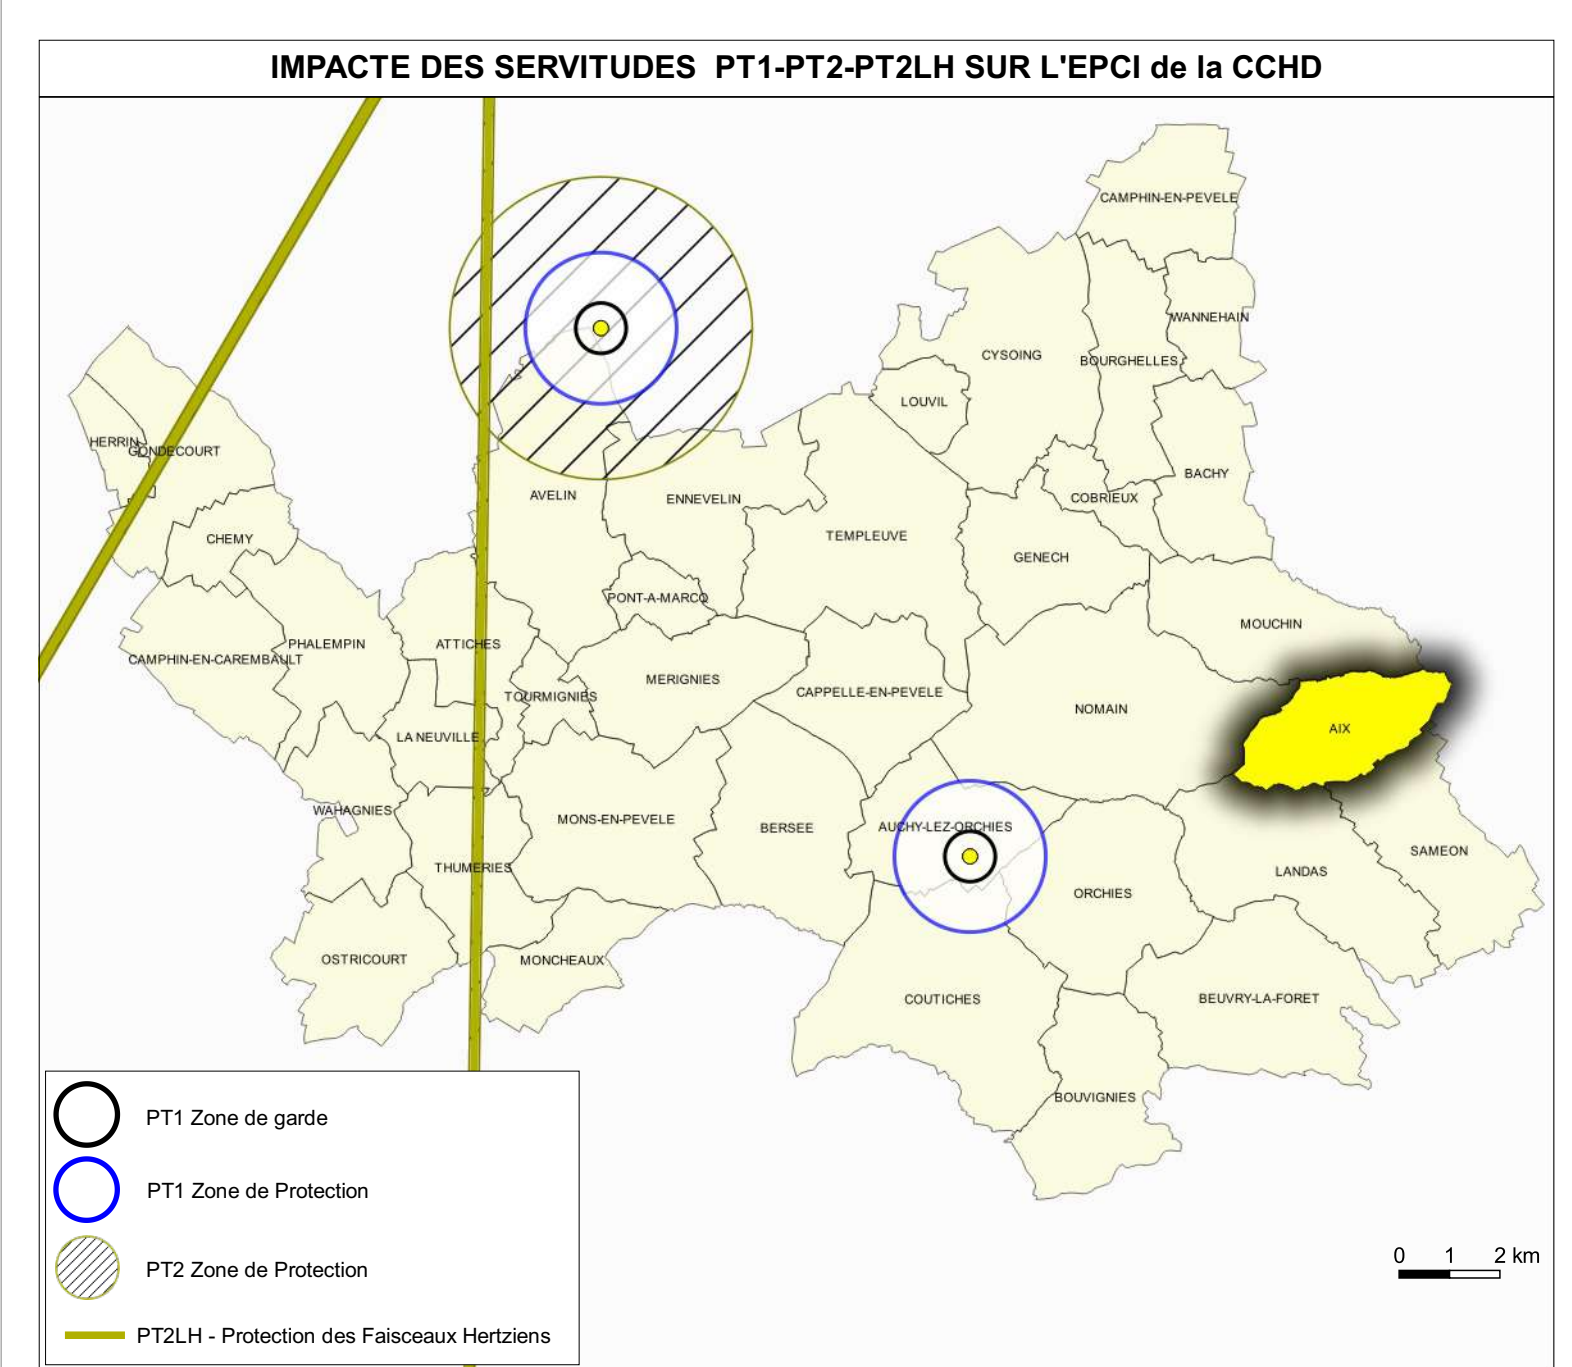 IMPACTE DES SERVITUDES PT1-PT2-PT2LH SUR L'EPCI de la CCHD
CAMPHIN-EN-PEVELE
WANNEHAIN
CYSOING
BOURGHELLES
LOUVIL
HERRIN
GONDECOURT
BACHY
AVELIN
ENNEVELIN
COBRIEUX
CHEMY
TEMPLEUVE
GENECH
PONT-A-MARCQ
MOUCHIN
PHALEMPIN
ATTICHES
CAMPHIN-EN-CAREMBAULT
MERIGNIES
TOURMIGNIES
CAPPELLE-EN-PEVELE
NOMAIN
AIX
LA NEUVILLE
WAHAGNIES
MONS-EN-PEVELE
BERSEE
AUCHY-LEZ-ORCHIES
SAMEON
THUMERIES
LANDAS
ORCHIES
OSTRICOURT
MONCHEAUX
COUTICHES
BEUVRY-LA-FORET
BOUVIGNIES
PT1 Zone de garde
PT1 Zone de Protection
PT2 Zone de Protection
PT2LH - Protection des Faisceaux Hertziens
0 1 2 km